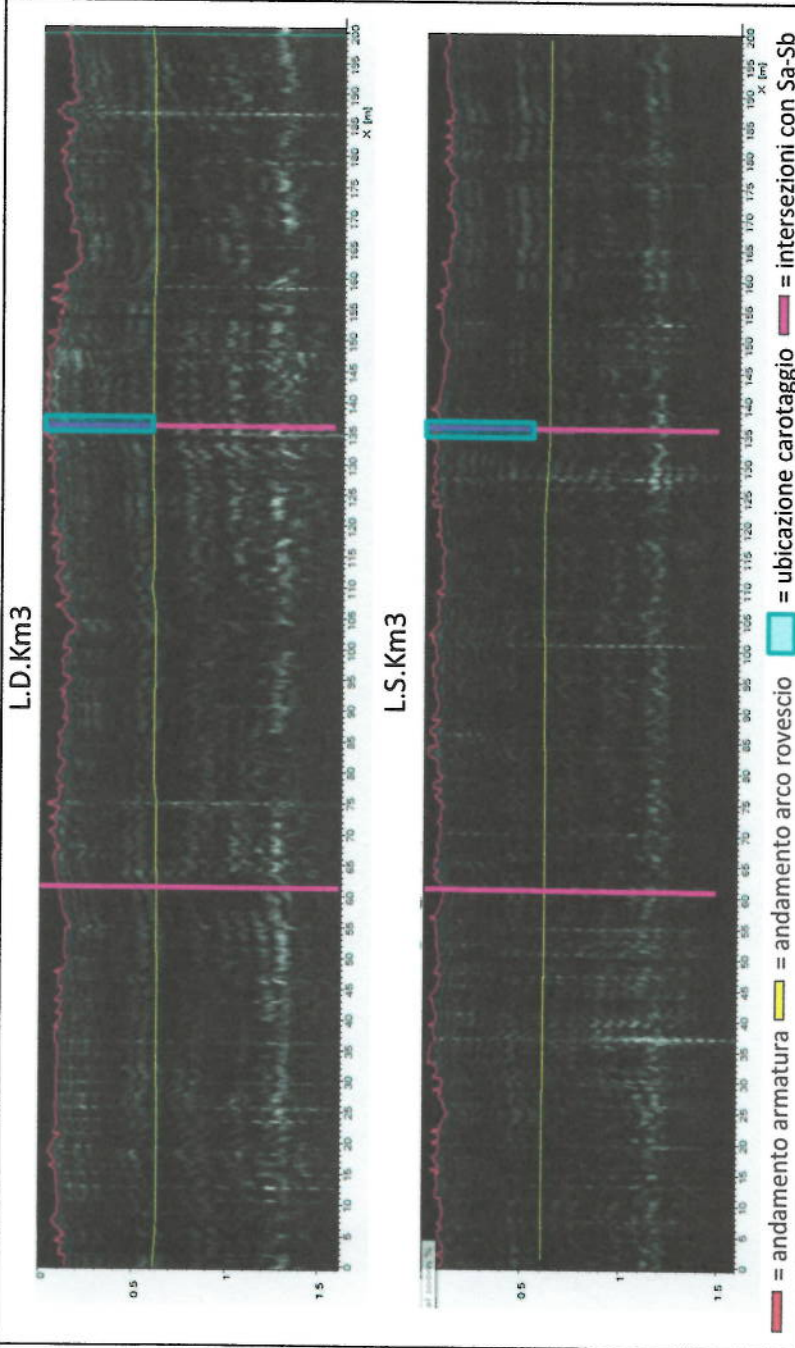 L.D.Km3
0
0.5
1
1.5
0 5 10 15 20 25 30 35 40 45 50 55 60 65 70 75 80 85 90 95 100 105 110 115 120 125 130 135 140 145 150 155 160 165 170 175 180 185 190 195 200
X [m]
L.S.Km3
0.5
1
1.5
0 5 10 15 20 25 30 35 40 45 50 55 60 65 70 75 80 85 90 95 100 105 110 115 120 125 130 135 140 145 150 155 160 165 170 175 180 185 190 195 200
X [m]
= andamento armatura = andamento arco rovescio = ubicazione carotaggio = intersezioni con Sa-Sb